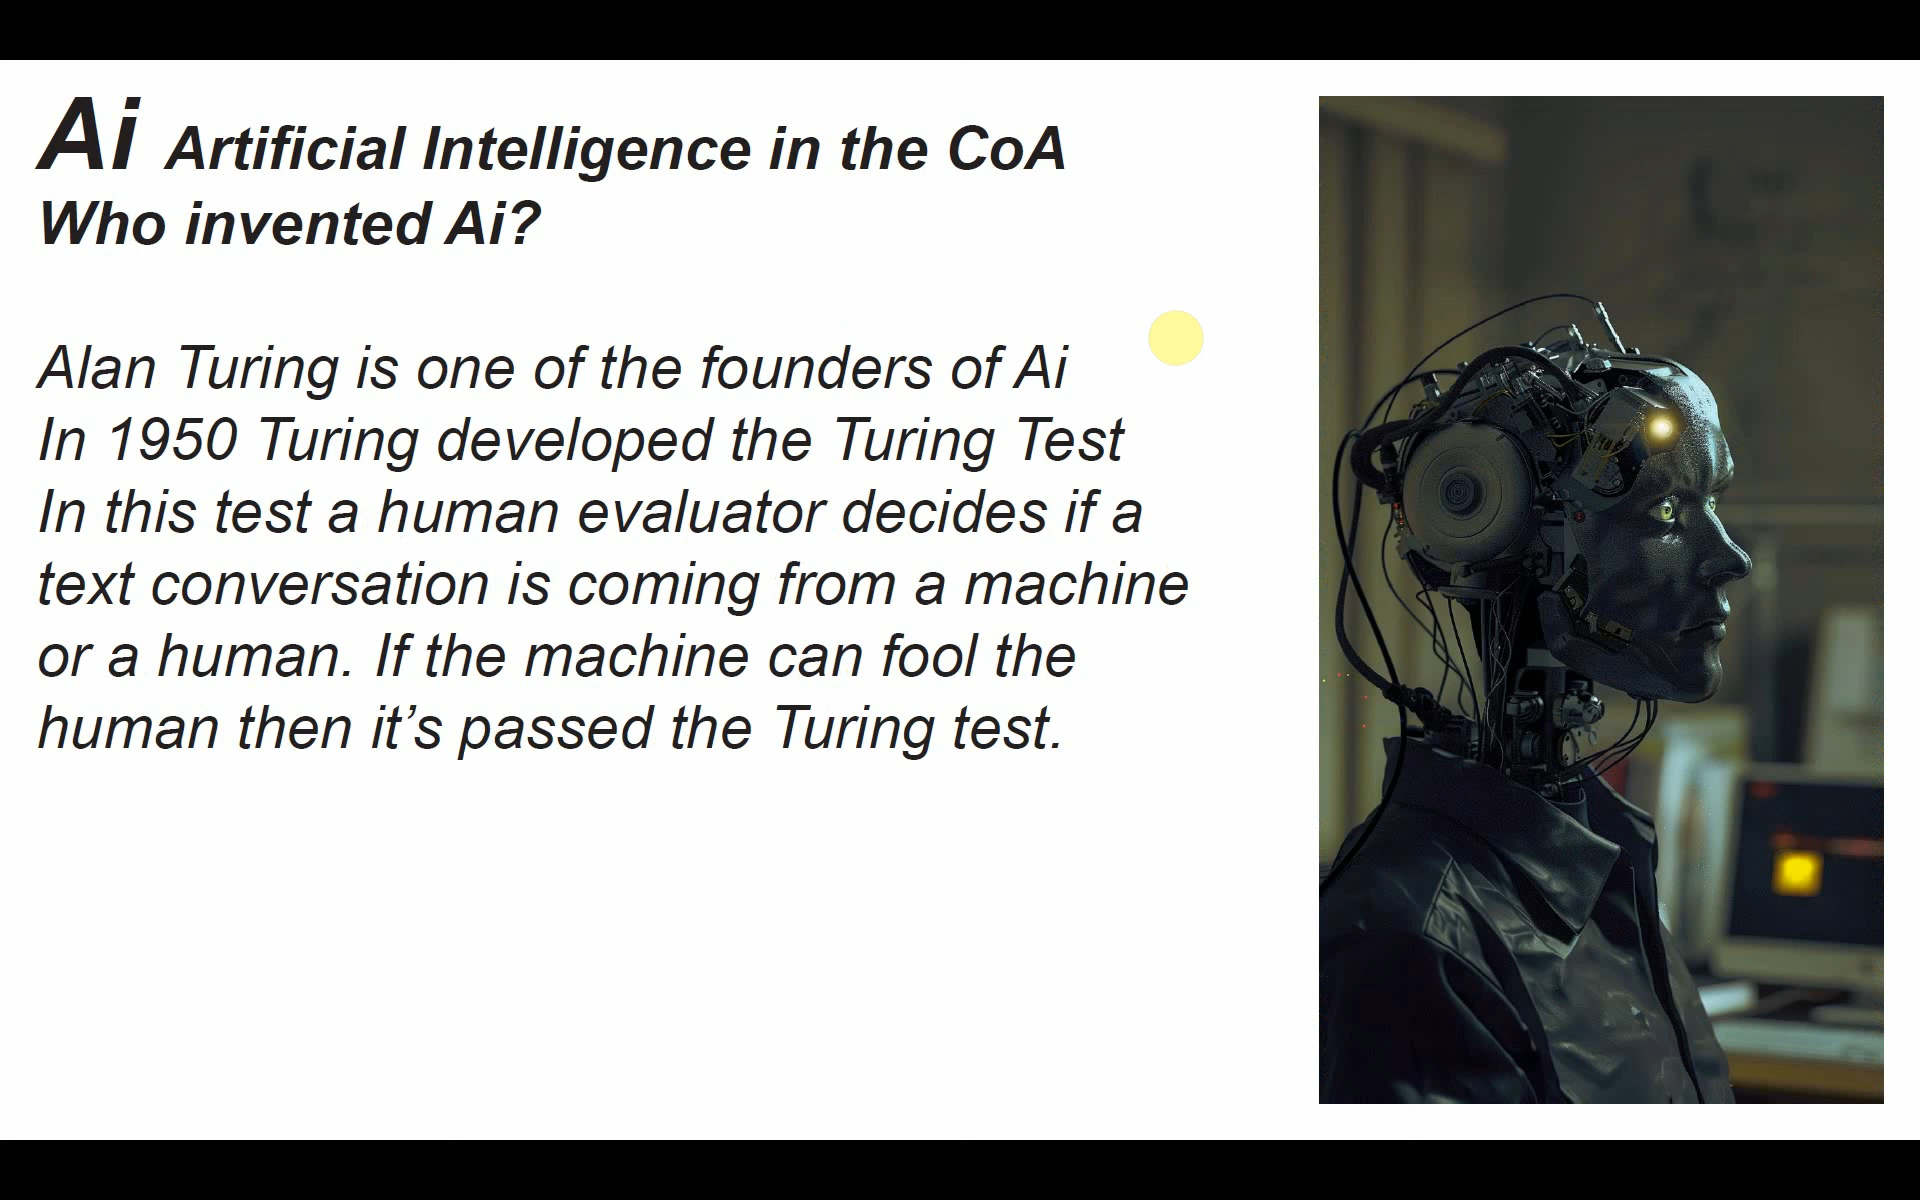 Ai Artificial Intelligence in the CoA
Who invented Ai?
Alan Turing is one of the founders of Ai
In 1950 Turing developed the Turing Test
In this test a human evaluator decides if a
text conversation is coming from a machine
or a human. If the machine can fool the
human then it’s passed the Turing test.